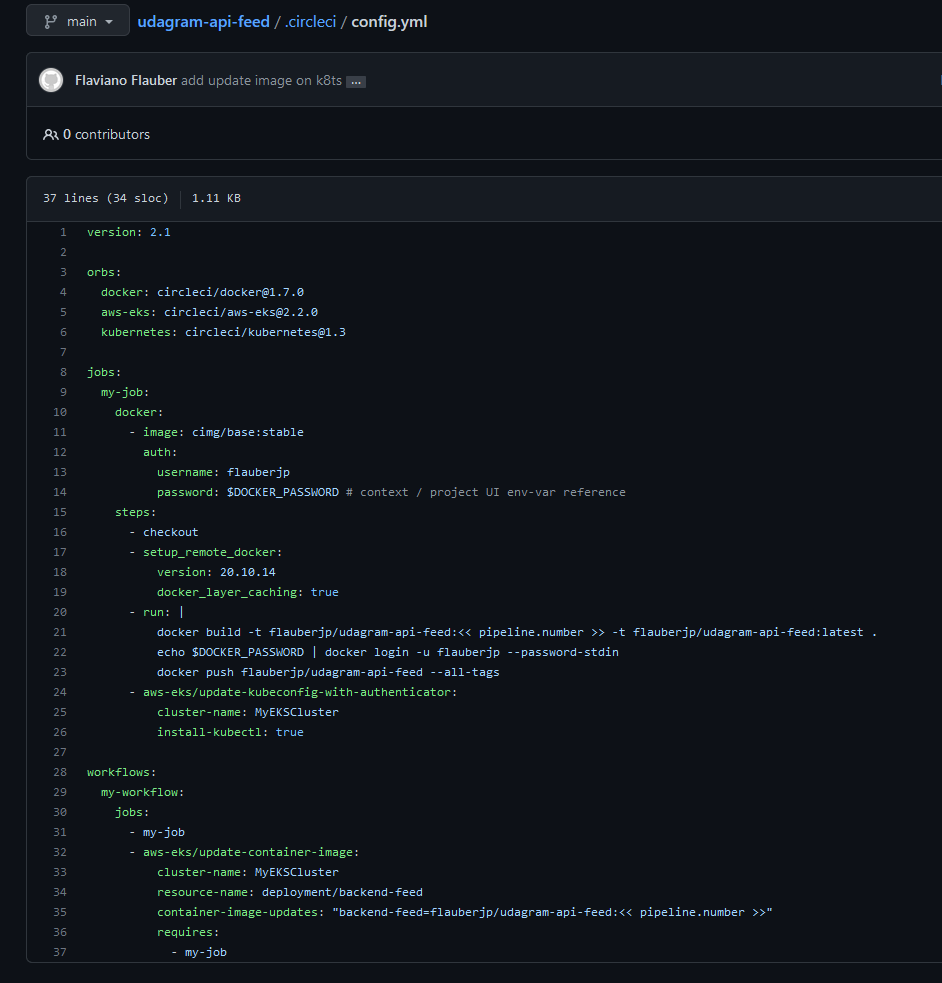 main
udagram-api-feed / .circleci / config.yml
Flaviano Flauber add update image on k8ts ...
0 contributors
37 lines (34 sloc) 1.11 KB
1 version: 2.1
2
3 orbs:
4 docker: circleci/docker@1.7.0
5 aws-eks: circleci/aws-eks@2.2.0
6 kubernetes: circleci/kubernetes@1.3
7
8 jobs:
9 my-job:
10 docker:
11 - image: cimg/base:stable
12 auth:
13 username: flauberjp
14 password: $DOCKER_PASSWORD # context / project UI env-var reference
15 steps:
16 - checkout
17 - setup_remote_docker:
18 version: 20.10.14
19 docker_layer_caching: true
20 - run: |
21 docker build -t flauberjp/udagram-api-feed:<< pipeline.number >> -t flauberjp/udagram-api-feed:latest .
22 echo $DOCKER_PASSWORD | docker login -u flauberjp --password-stdin
23 docker push flauberjp/udagram-api-feed --all-tags
24 - aws-eks/update-kubeconfig-with-authenticator:
25 cluster-name: MyEKSCluster
26 install-kubectl: true
27
28 workflows:
29 my-workflow:
30 jobs:
31 - my-job
32 - aws-eks/update-container-image:
33 cluster-name: MyEKSCluster
34 resource-name: deployment/backend-feed
35 container-image-updates: "backend-feed=flauberjp/udagram-api-feed:<< pipeline.number >>"
36 requires:
37 - my-job